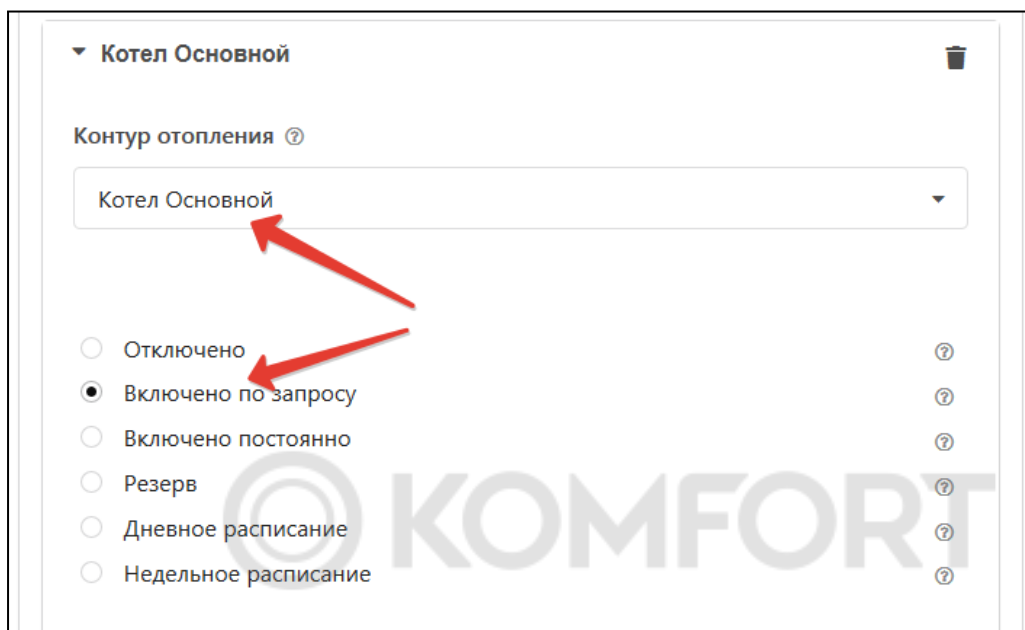 Котел Основной
Контур отопления
Котел Основной
Отключено
Включено по запросу
Включено постоянно
Резерв
Дневное расписание
Недельное расписание
KOMFORT